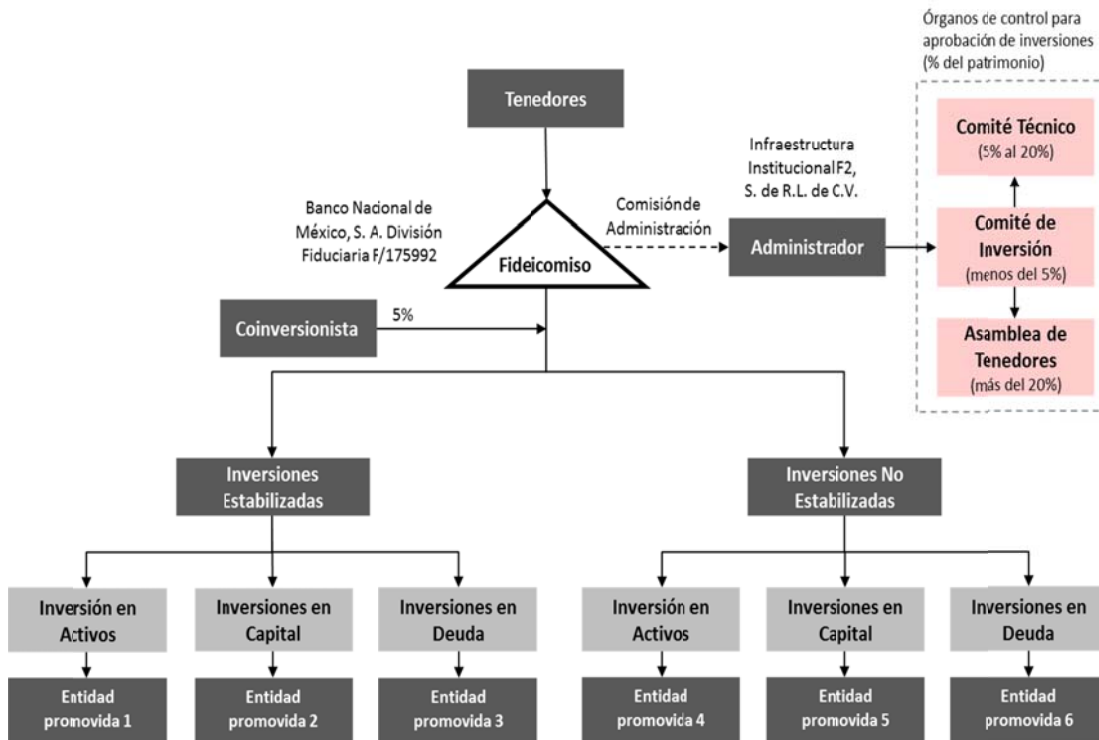 Órganos de control para
aprobación de inversiones
(% del patrimonio)
Tenedores
Comité Técnico
(5% al 20%)
Infraestructura
InstitucionalF2,
S. de R.L. de C.V.
Banco Nacional de
México, S. A. División
Fiduciaria F/175992
Comisiónde
Administración
Fideicomiso
Administrador
Comité de
Inversión
(menos del 5%)
Coinversionista
5%
Asamblea de
Tenedores
(más del 20%)
Inversiones
Estabilizadas
Inversiones No
Estabilizadas
Inversión en
Activos
Inversiones en
Capital
Inversiones en
Deuda
Inversión en
Activos
Inversiones en
Capital
Inversiones en
Deuda
Entidad
promovida 1
Entidad
promovida 2
Entidad
promovida 3
Entidad
promovida 4
Entidad
promovida 5
Entidad
promovida 6